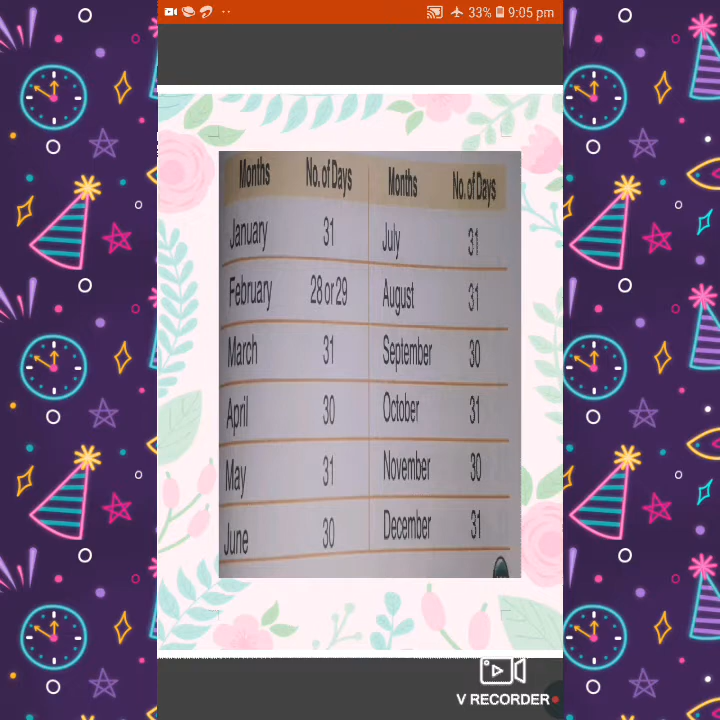 33% 9:05 pm
Months No. of Days Months No. of Days
January 31 July 31
February 28 or 29 August 31
March 31 September 30
April 30 October 31
May 31 November 30
June 30 December 31
V RECORDER